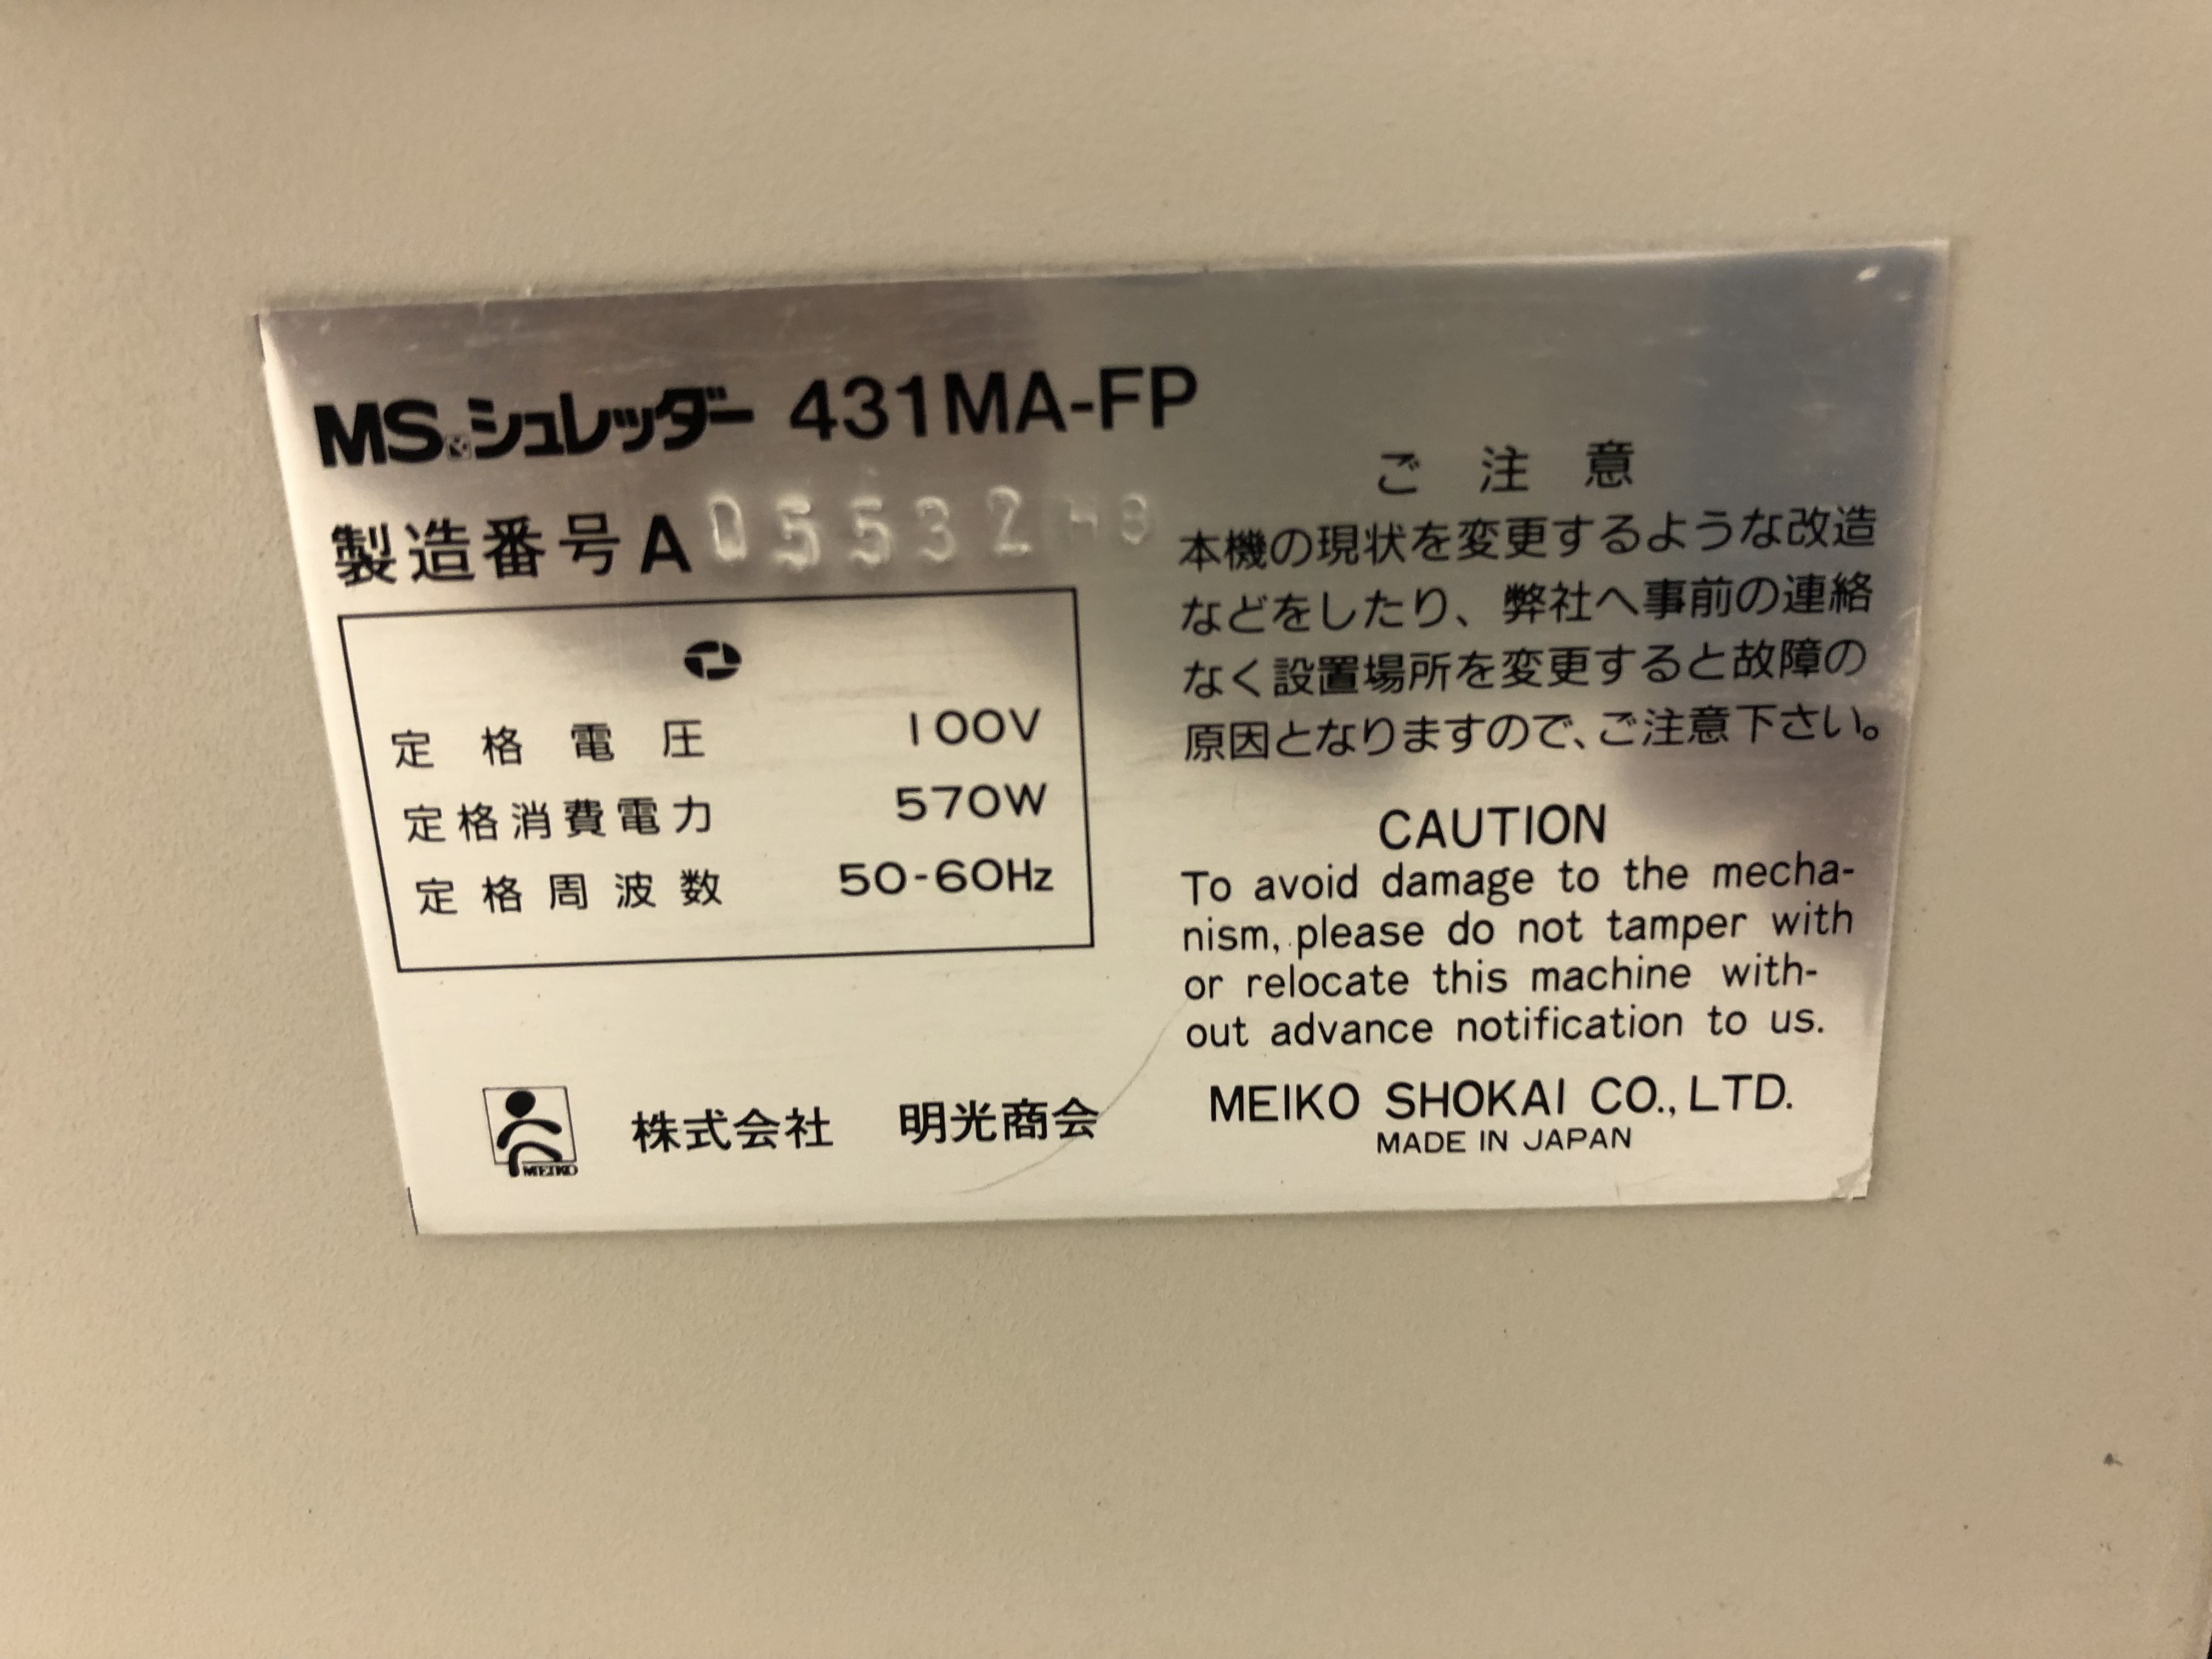 MSシュレッダー 431MA-FP
製造番号 A 05532
定格電圧 100V
定格消費電力 570W
定格周波数 50-60Hz
MEIKO
株式会社 明光商会
ご注意
本機の現状を変更するような改造
などをしたり、弊社へ事前の連絡
なく設置場所を変更すると故障の
原因となりますので、ご注意下さい。
CAUTION
To avoid damage to the mecha-
nism, please do not tamper with
or relocate this machine with-
out advance notification to us.
MEIKO SHOKAI CO., LTD.
MADE IN JAPAN